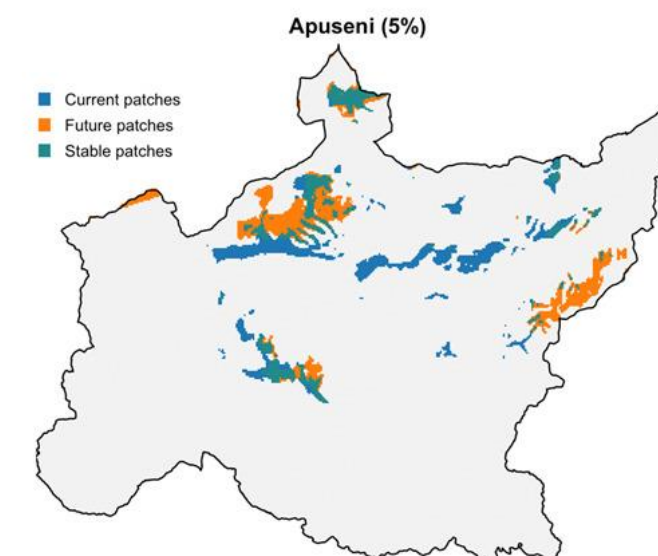 Apuseni (5%)
Current patches
Future patches
Stable patches